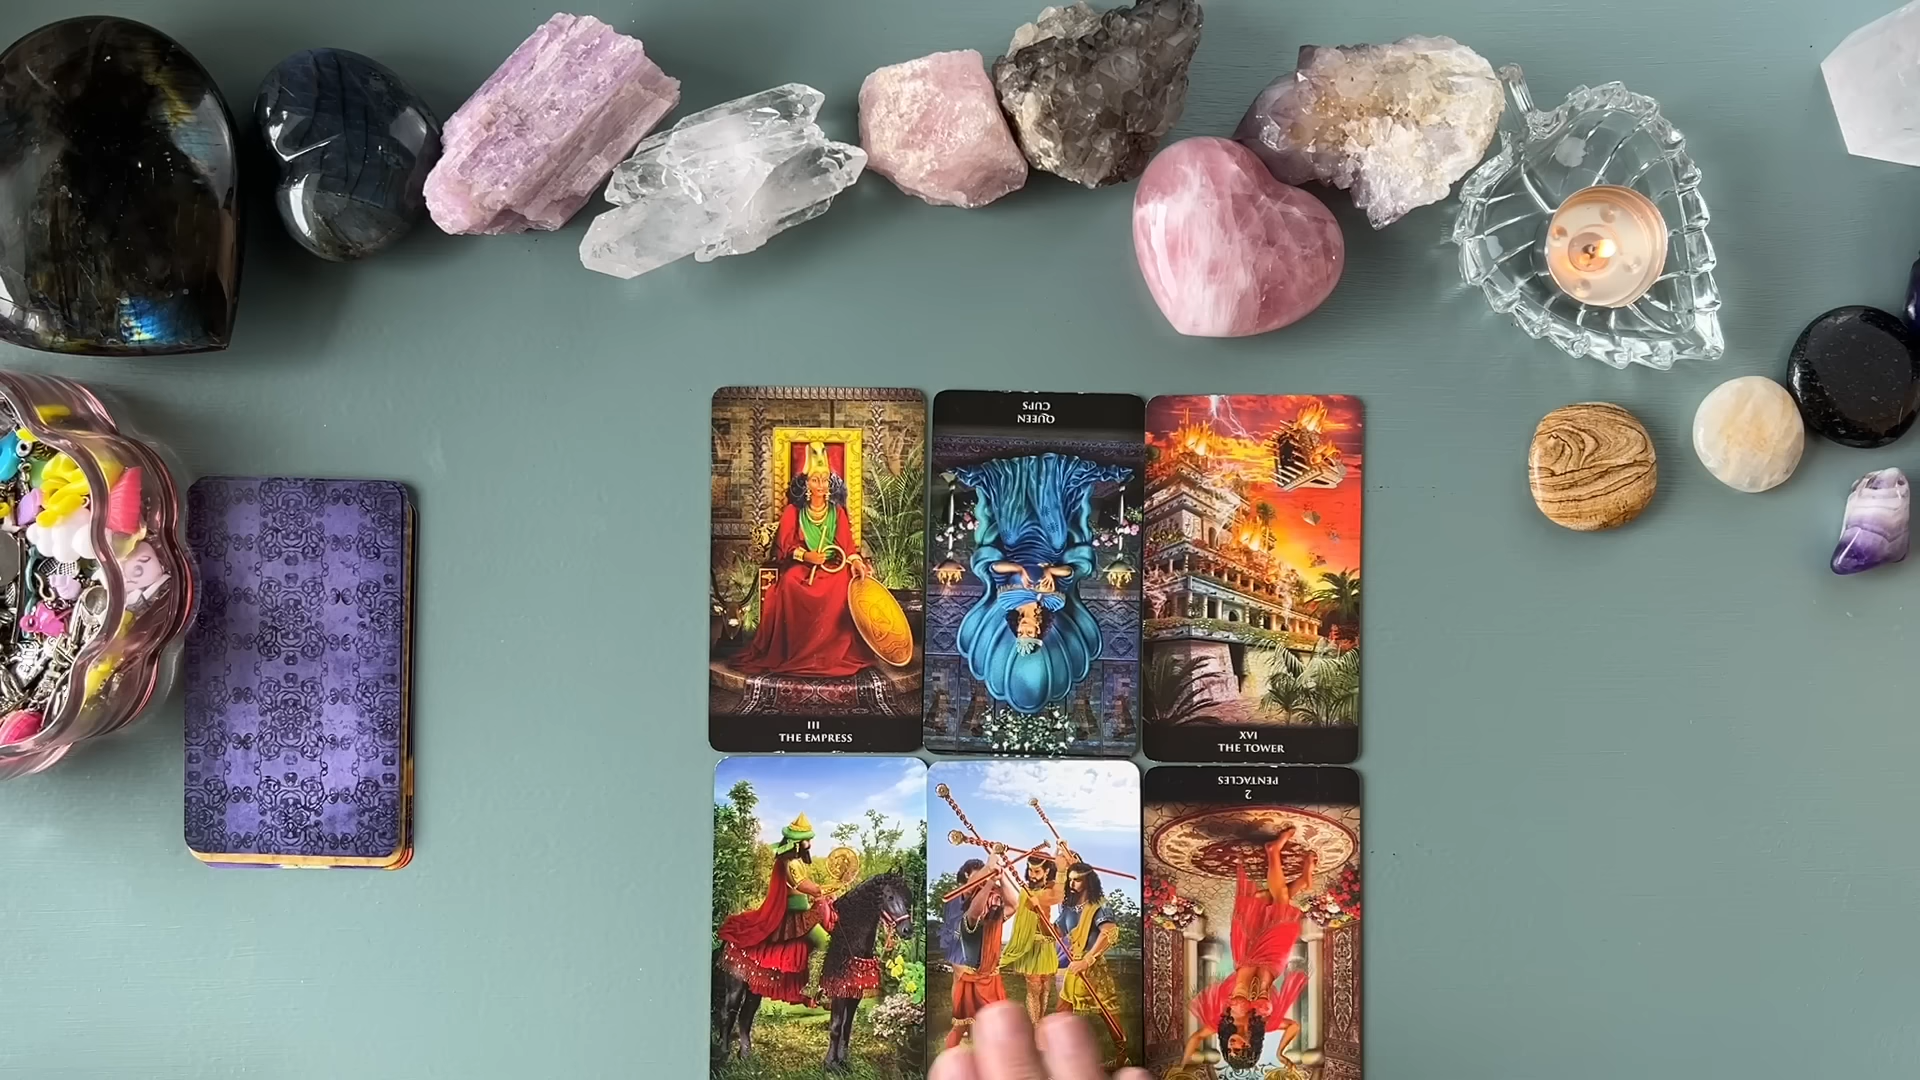 QUEEN
CUPS
III
THE EMPRESS
XVI
THE TOWER
2
PENTACLES